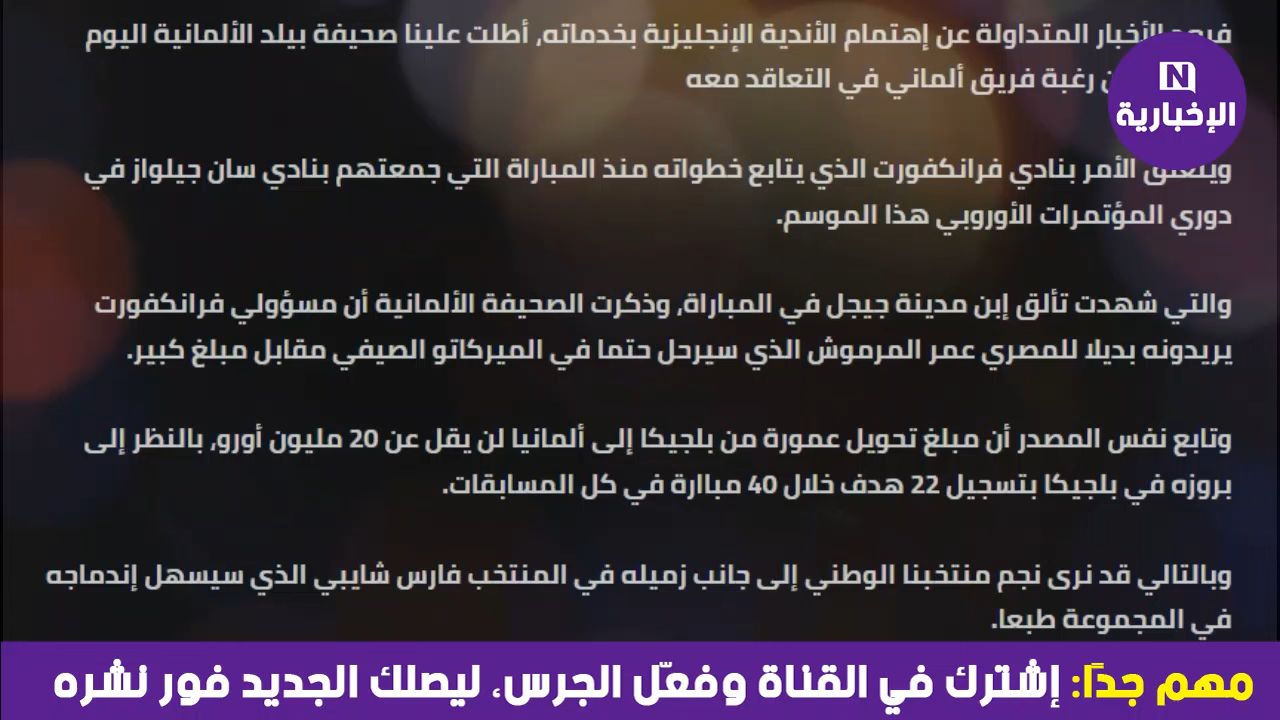 الأخبار المتداولة عن إهتمام الأندية الإنجليزية بخدماته, أطلت علينا صحيفة بيلد الألمانية اليوم
رغبة فريق ألماني في التعاقد معه
الأمر بنادي فرانكفورت الذي يتابع خطواته منذ المباراة التي جمعتهم بنادي سان جيلواز في
دوري المؤتمرات الأوروبي هذا الموسم.
والتي شهدت تألق إبن مدينة جيجل في المباراة, وذكرت الصحيفة الألمانية أن مسؤولي فرانكفورت
يريدونه بديلا للمصري عمر المرموش الذي سيرحل حتما في الميركاتو الصيفي مقابل مبلغ كبير.
وتابع نفس المصدر أن مبلغ تحويل عمورة من بلجيكا إلى ألمانيا لن يقل عن 20 مليون أورو, بالنظر إلى
بروزه في بلجيكا بتسجيل 22 هدف خلال 40 مباارة في كل المسابقات.
وبالتالي قد نرى نجم منتخبنا الوطني إلى جانب زميله في المنتخب فارس شايبي الذي سيسهل إندماجه
في المجموعة طبعا.
N
الإخبارية
مهم جدًا: إشترك في القناة وفعّل الجرس، ليصلك الجديد فور نشره